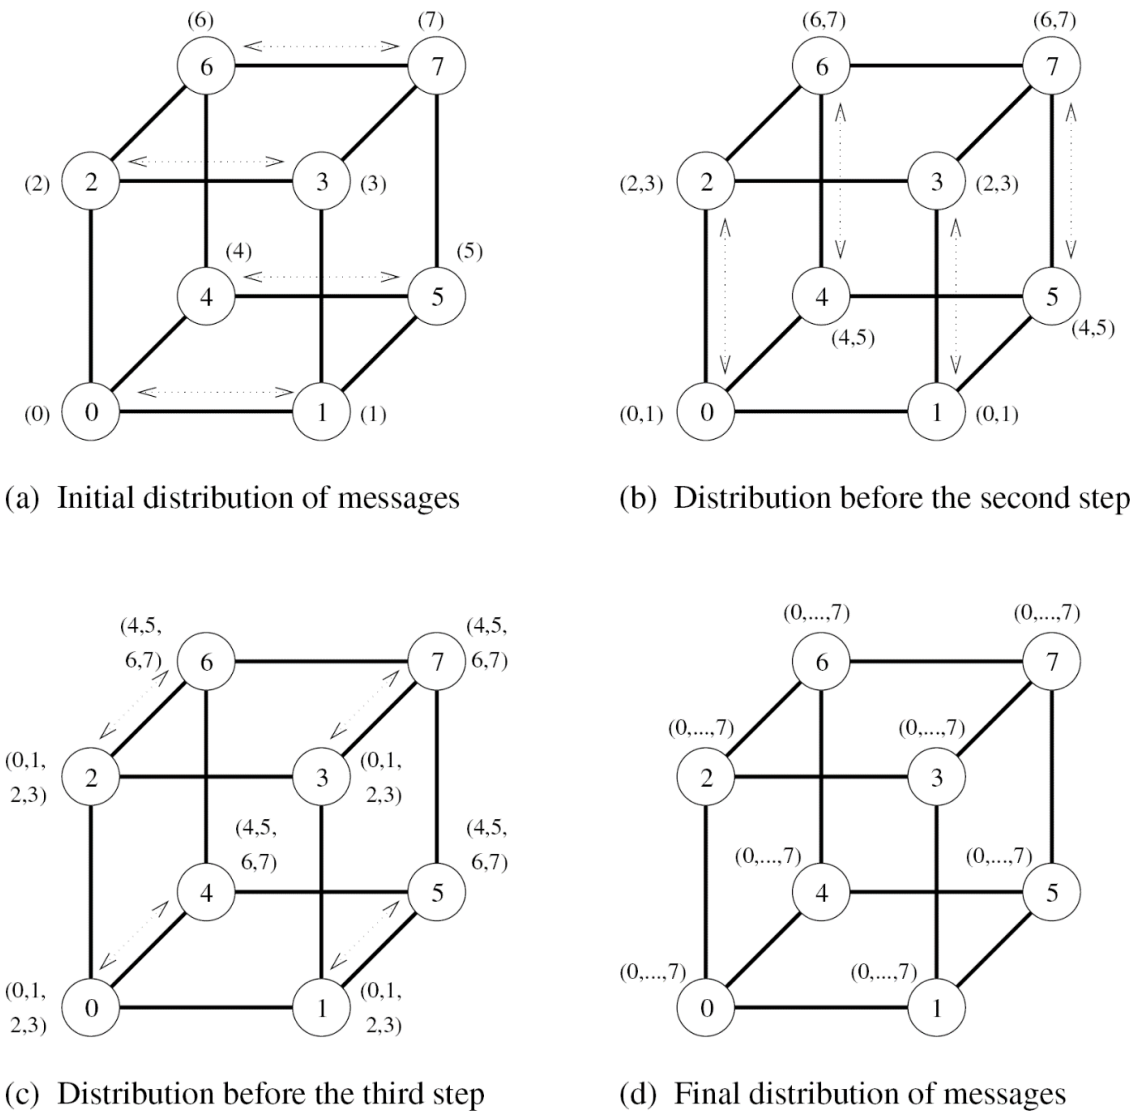 (6) (7)
6 7
(2) 2 3 (3)
(4) (5)
4 5
(0) 0 1 (1)
(a) Initial distribution of messages
(6,7) (6,7)
6 7
(2,3) 2 3 (2,3)
4 5
(4,5) (4,5)
(0,1) 0 1 (0,1)
(b) Distribution before the second step
(4,5, (4,5,
6,7) 6 7 6,7)
(0,1, (0,1,
2 3
2,3) 2,3)
(4,5, (4,5,
6,7) 6,7)
4 5
(0,1, (0,1,
0 1
2,3) 2,3)
(c) Distribution before the third step
(0,...,7) (0,...,7)
6 7
(0,...,7) (0,...,7)
2 3
(0,...,7) (0,...,7)
4 5
(0,...,7) (0,...,7)
0 1
(d) Final distribution of messages